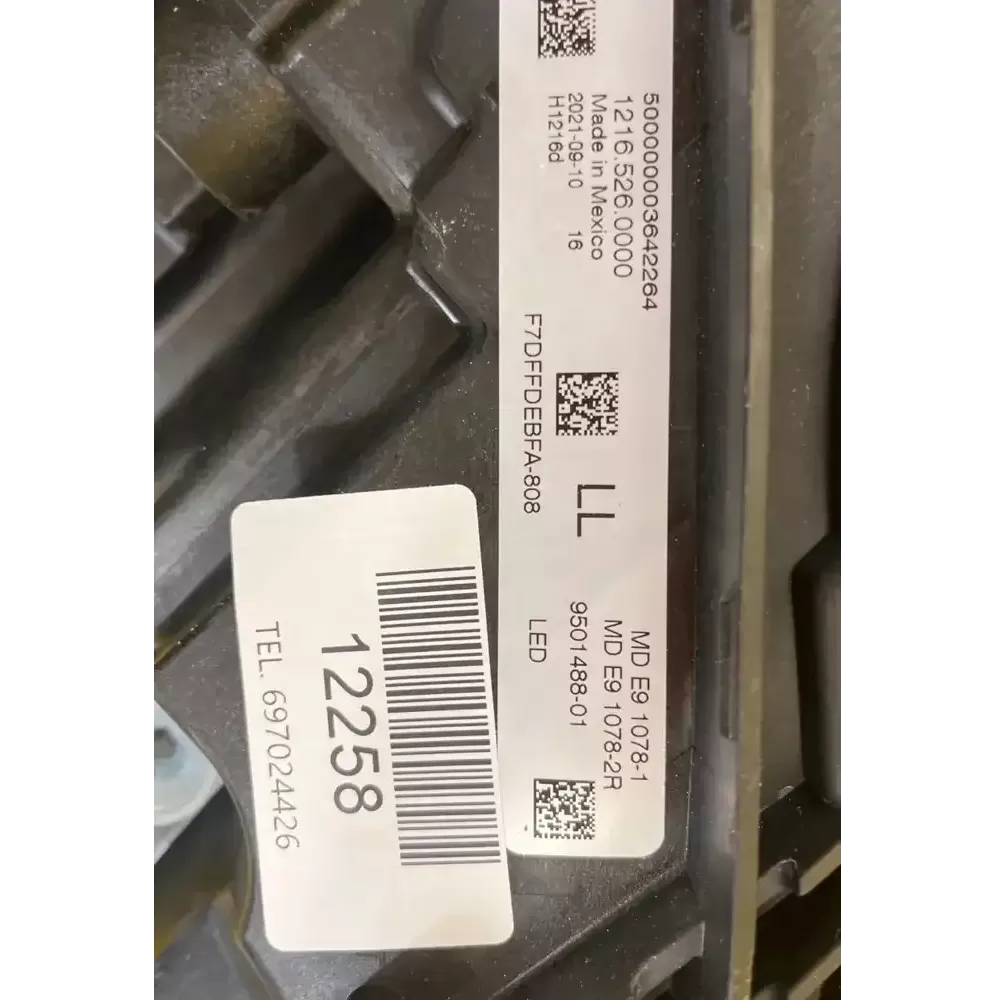 5000000003642264
1216.526.0000
Made in Mexico
2021-09-10 16
H1216d
F7DFFDEBFA-808
LL
MD E9 1078-1
MD E9 1078-2R
9501488-01
LED
12258
TEL. 697024426